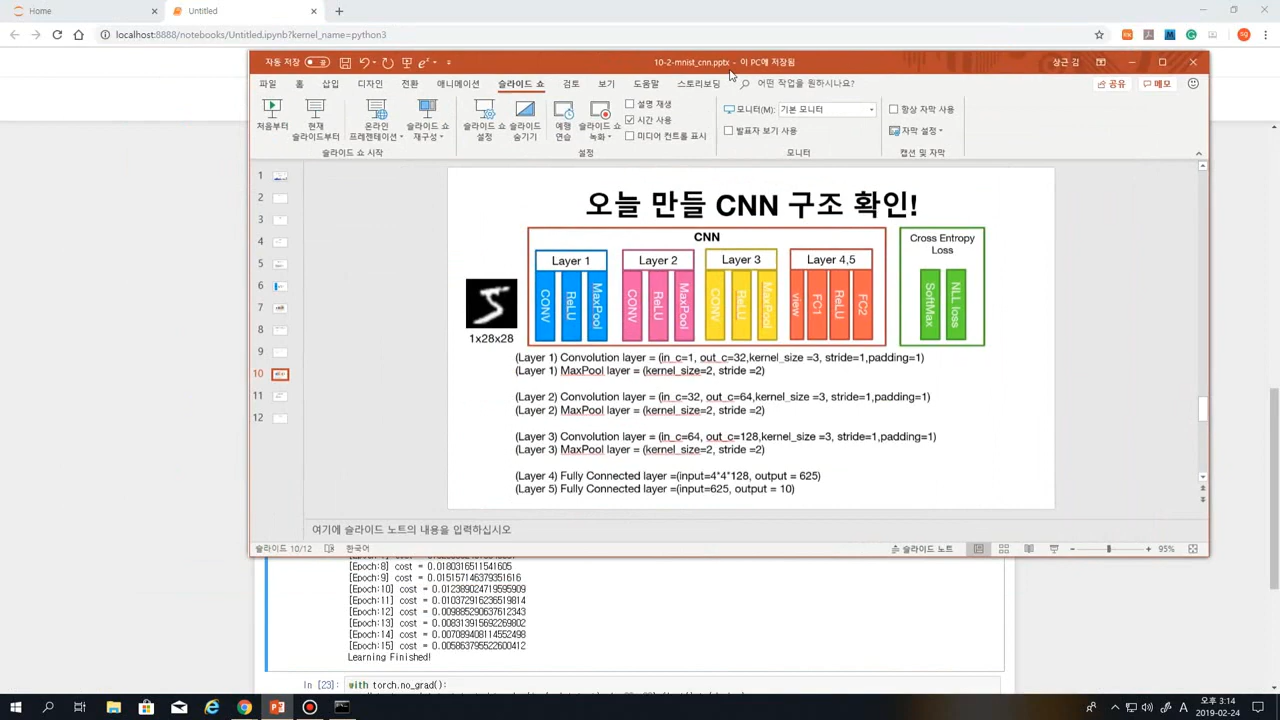 Home
Untitled
localhost:8888/notebooks/Untitled.ipynb?kernel_name=python3
자동 저장
10-2-mnist_cnn.pptx - 이 PC에 저장됨
상근 김
파일 홈 삽입 디자인 전환 애니메이션 슬라이드 쇼 검토 보기 도움말 스토리보딩 어떤 작업을 원하시나요?
공유 메모
처음부터
현재 슬라이드부터
온라인 프레젠테이션
슬라이드 쇼 재구성
슬라이드 쇼 설정
슬라이드 숨기기
예행 연습
슬라이드 쇼 녹화
설명 재생
시간 사용
미디어 컨트롤 표시
모니터(M): 기본 모니터
발표자 보기 사용
항상 자막 사용
자막 설정
슬라이드 쇼 시작
설정
모니터
캡션 및 자막
1
2
3
4
5
6
7
8
9
10
11
12
오늘 만들 CNN 구조 확인!
CNN
Cross Entropy
Loss
Layer 1
Layer 2
Layer 3
Layer 4,5
CONV
ReLU
MaxPool
CONV
ReLU
MaxPool
CONV
ReLU
MaxPool
view
FC1
ReLU
FC2
SoftMax
NLL loss
1x28x28
(Layer 1) Convolution layer = (in_c=1, out_c=32,kernel_size =3, stride=1,padding=1)
(Layer 1) MaxPool layer = (kernel_size=2, stride =2)
(Layer 2) Convolution layer = (in_c=32, out_c=64,kernel_size =3, stride=1,padding=1)
(Layer 2) MaxPool layer = (kernel_size=2, stride =2)
(Layer 3) Convolution layer = (in_c=64, out_c=128,kernel_size =3, stride=1,padding=1)
(Layer 3) MaxPool layer = (kernel_size=2, stride =2)
(Layer 4) Fully Connected layer =(input=4*4*128, output = 625)
(Layer 5) Fully Connected layer =(input=625, output = 10)
여기에 슬라이드 노트의 내용을 입력하십시오
슬라이드 10/12 한국어
슬라이드 노트
95%
[Epoch:8] cost = 0.0180316511541605
[Epoch:9] cost = 0.015157146379351616
[Epoch:10] cost = 0.012389024719595909
[Epoch:11] cost = 0.010372916236519814
[Epoch:12] cost = 0.009885290637612343
[Epoch:13] cost = 0.008313915692269802
[Epoch:14] cost = 0.007089408114552498
[Epoch:15] cost = 0.005863795522600412
Learning Finished!
In [23]: with torch.no_grad():
A
오후 3:14
2019-02-24